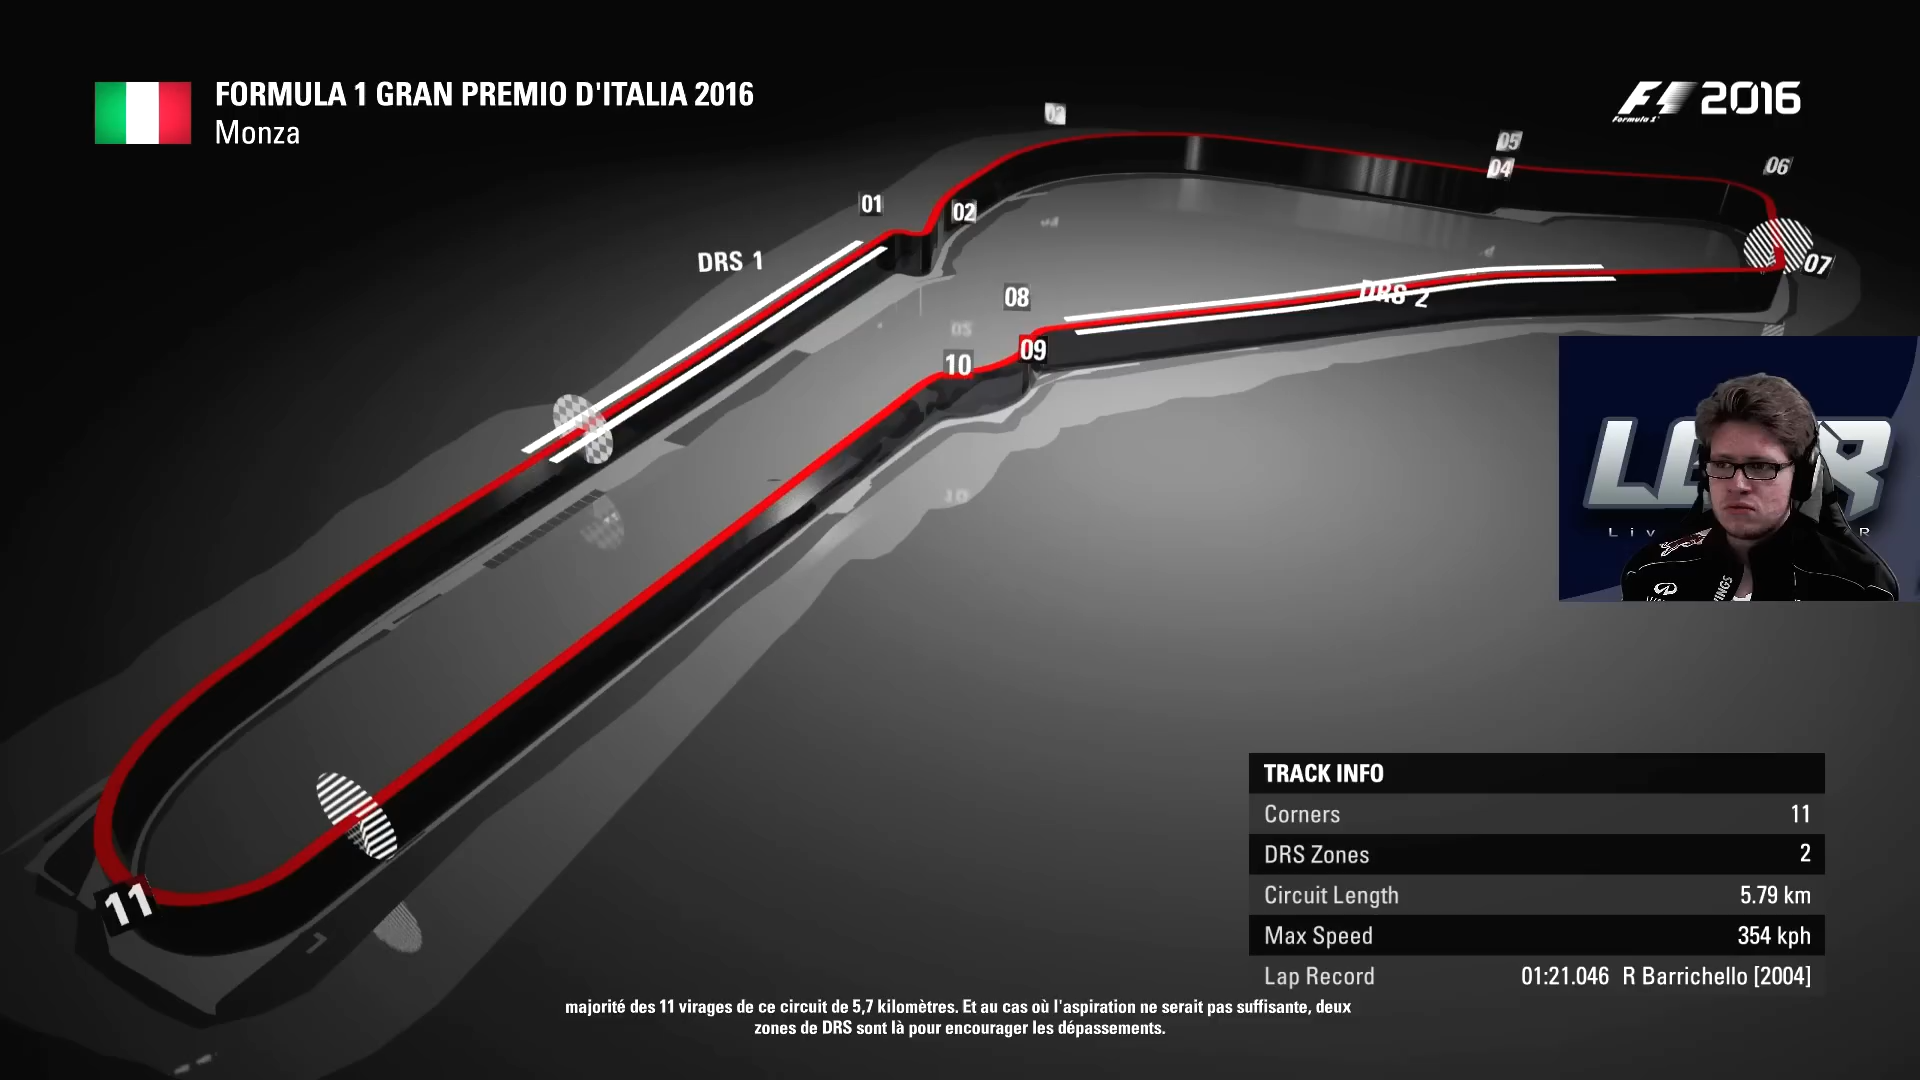 FORMULA 1 GRAN PREMIO D'ITALIA 2016
Monza
F1 2016
Formula 1
01
02
03
04
05
06
07
08
09
10
11
DRS 1
DRS 2
TRACK INFO
Corners 11
DRS Zones 2
Circuit Length 5.79 km
Max Speed 354 kph
Lap Record 01:21.046 R Barrichello [2004]
majorité des 11 virages de ce circuit de 5,7 kilomètres. Et au cas où l'aspiration ne serait pas suffisante, deux
zones de DRS sont là pour encourager les dépassements.